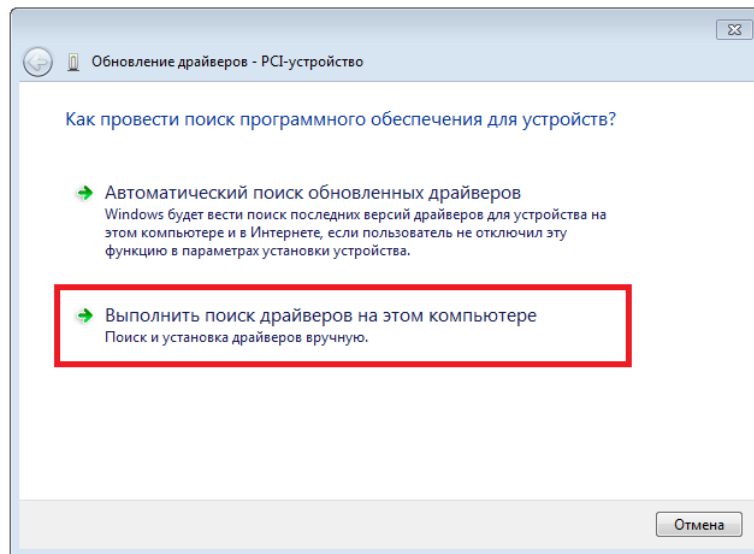 Обновление драйверов - PCI-устройство
Как провести поиск программного обеспечения для устройств?
Автоматический поиск обновленных драйверов
Windows будет вести поиск последних версий драйверов для устройства на
этом компьютере и в Интернете, если пользователь не отключил эту
функцию в параметрах установки устройства.
Выполнить поиск драйверов на этом компьютере
Поиск и установка драйверов вручную.
Отмена